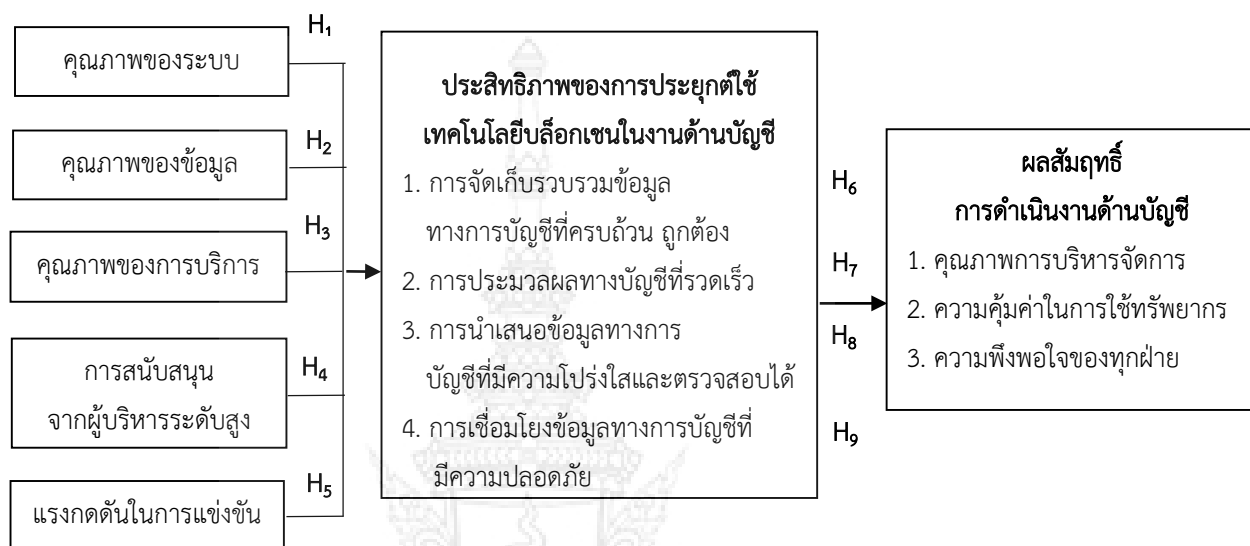 H₁
คุณภาพของระบบ
H₂
คุณภาพของข้อมูล
H₃
คุณภาพของการบริการ
H₄
การสนับสนุน
จากผู้บริหารระดับสูง
H₅
แรงกดดันในการแข่งขัน
ประสิทธิภาพของการประยุกต์ใช้
เทคโนโลยีบล็อกเชนในงานด้านบัญชี
1. การจัดเก็บรวบรวมข้อมูล
ทางการบัญชีที่ครบถ้วน ถูกต้อง
2. การประมวลผลทางบัญชีที่รวดเร็ว
3. การนำเสนอข้อมูลทางการ
บัญชีที่มีความโปร่งใสและตรวจสอบได้
4. การเชื่อมโยงข้อมูลทางการบัญชีที่
มีความปลอดภัย
H₆
H₇
H₈
H₉
ผลสัมฤทธิ์
การดำเนินงานด้านบัญชี
1. คุณภาพการบริหารจัดการ
2. ความคุ้มค่าในการใช้ทรัพยากร
3. ความพึงพอใจของทุกฝ่าย